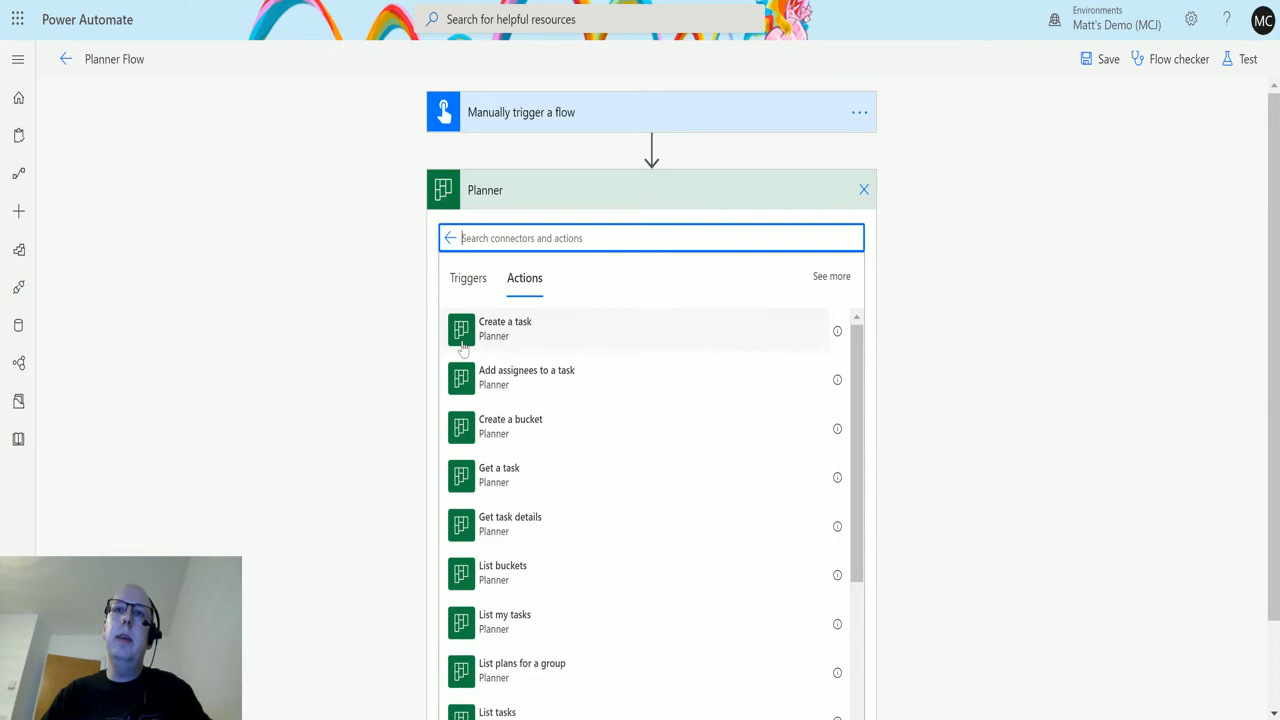 Power Automate
Search for helpful resources
Environments
Matt's Demo (MCJ)
?
MC
Planner Flow
Save
Flow checker
Test
Manually trigger a flow
...
Planner
Search connectors and actions
Triggers
Actions
See more
Create a task
Planner
Add assignees to a task
Planner
Create a bucket
Planner
Get a task
Planner
Get task details
Planner
List buckets
Planner
List my tasks
Planner
List plans for a group
Planner
List tasks